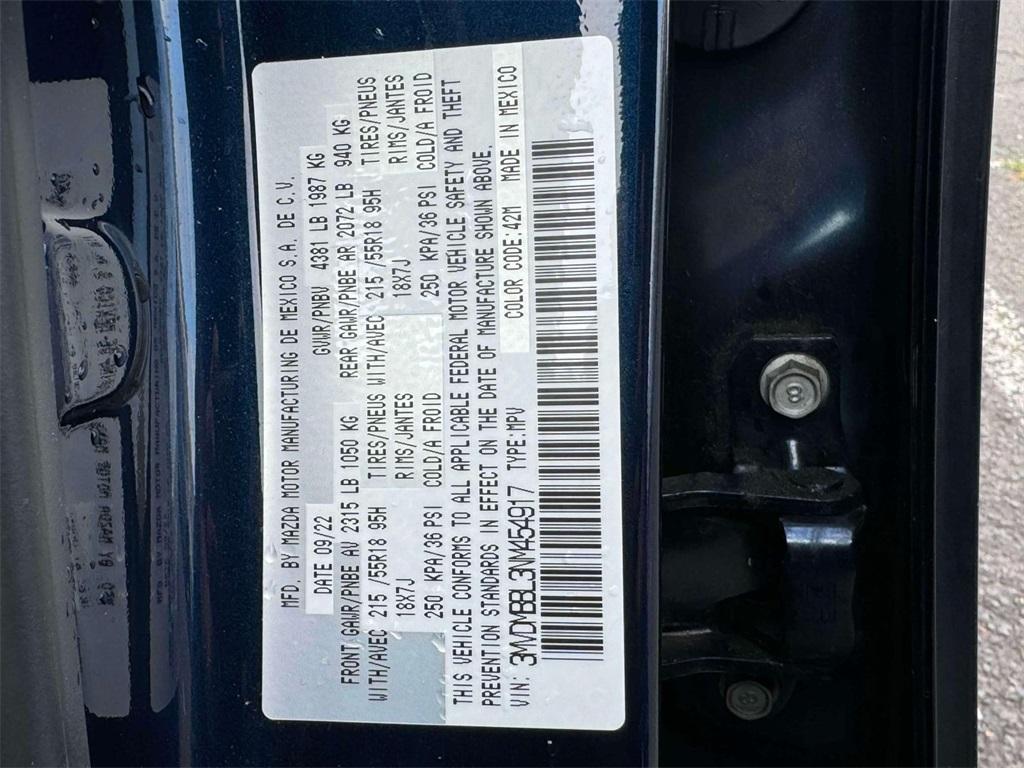 MFD. BY MAZDA MOTOR MANUFACTURING DE MEXICO S.A. DE C.V.
DATE 09/22 GVWR/PNBV 4381 LB 1987 KG
FRONT GAWR/PNBE AV 2315 LB 1050 KG REAR GAWR/PNBE AR 2072 LB 940 KG
WITH/AVEC 215 /55R18 95H TIRES/PNEUS WITH/AVEC 215 /55R18 95H TIRES/PNEUS
18X7J RIMS/JANTES 18X7J RIMS/JANTES
250 KPA/36 PSI COLD/A FROID 250 KPA/36 PSI COLD/A FROID
THIS VEHICLE CONFORMS TO ALL APPLICABLE FEDERAL MOTOR VEHICLE SAFETY AND THEFT
PREVENTION STANDARDS IN EFFECT ON THE DATE OF MANUFACTURE SHOWN ABOVE.
VIN: 3MVDMBBL3NM454917 TYPE:MPV COLOR CODE:42M MADE IN MEXICO
8
8